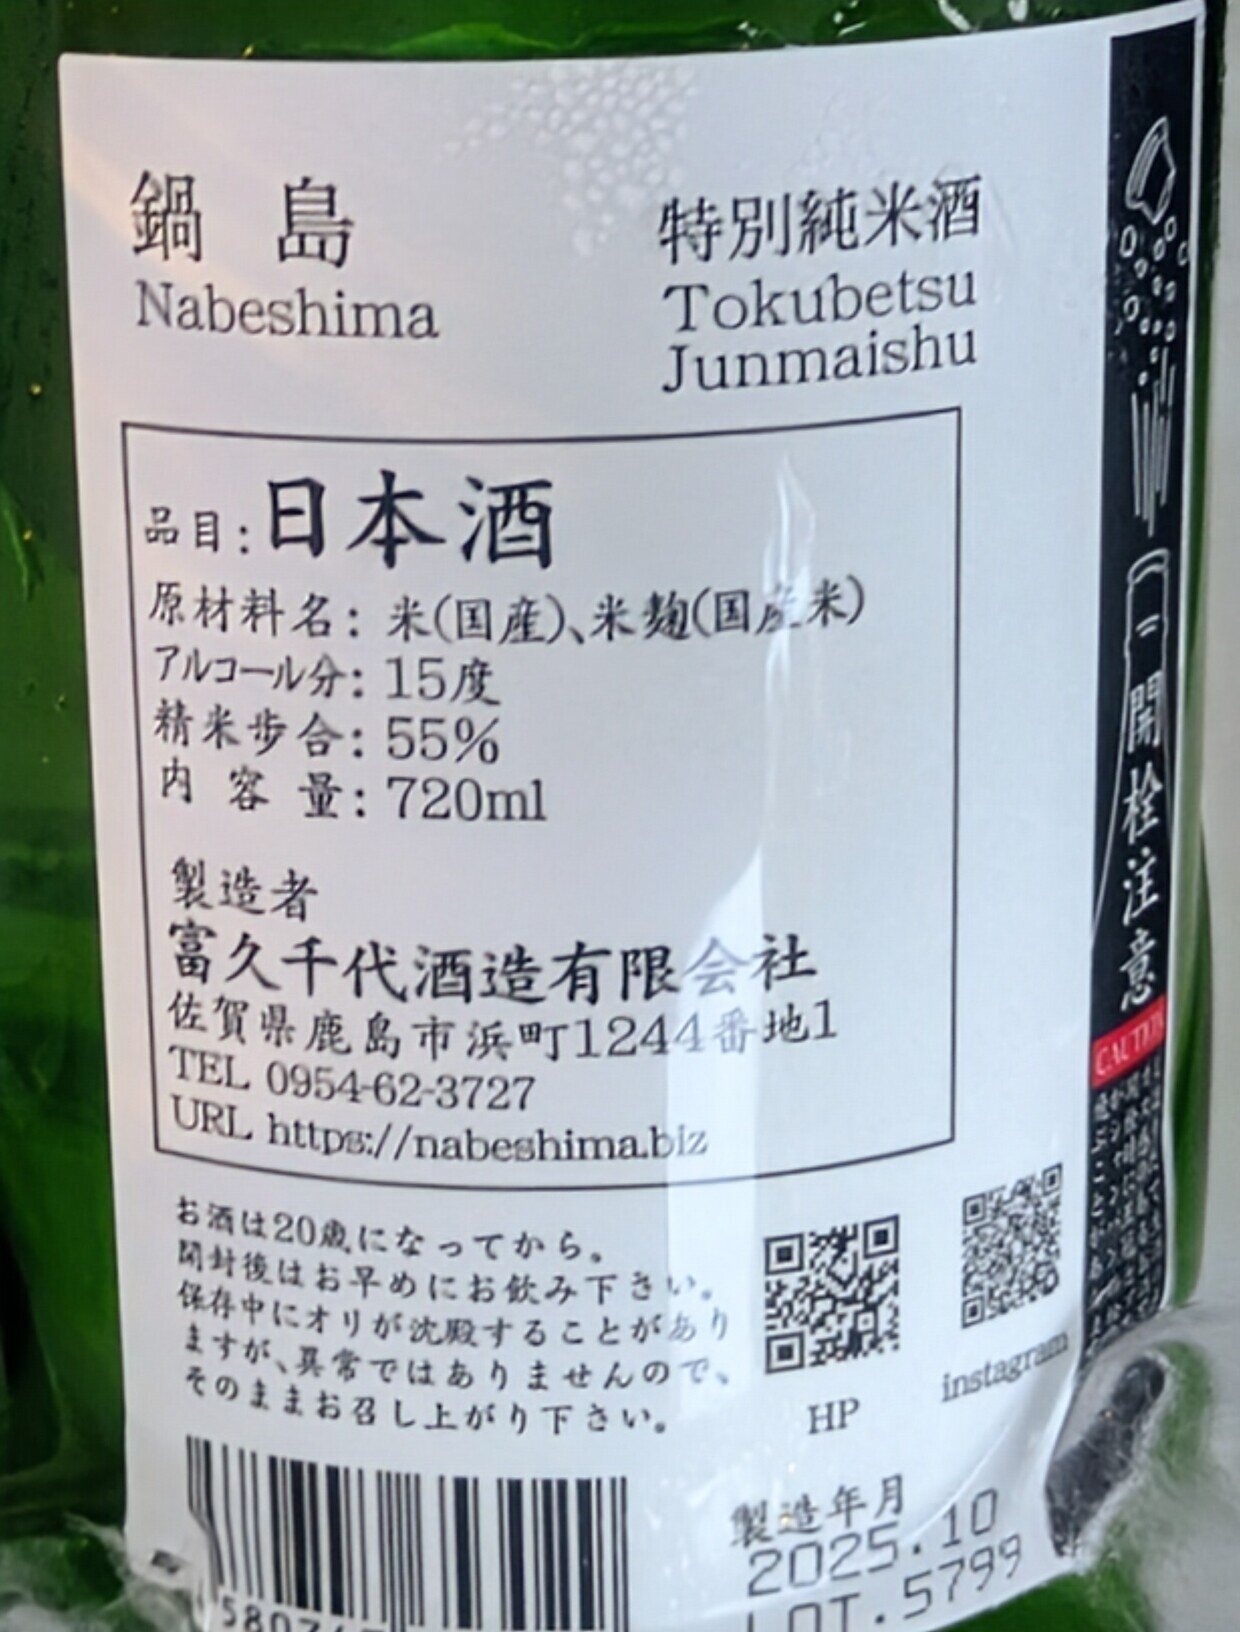 鍋島
Nabeshima
特別純米酒
Tokubetsu
Junmaishu
品目:日本酒
原材料名: 米(国産)、米麹(国産米)
アルコール分: 15度
精米歩合: 55%
内容量: 720ml
製造者
富久千代酒造有限会社
佐賀県鹿島市浜町1244番地1
TEL 0954-62-3727
URL https://nabeshima.biz
お酒は20歳になってから。
開封後はお早めにお飲み下さい。
保存中にオリが沈殿することがあり
ますが、異常ではありませんので、
そのままお召し上がり下さい。
HP
instagram
製造年月
2025.10
LOT.5799
開栓注意
CAUTION